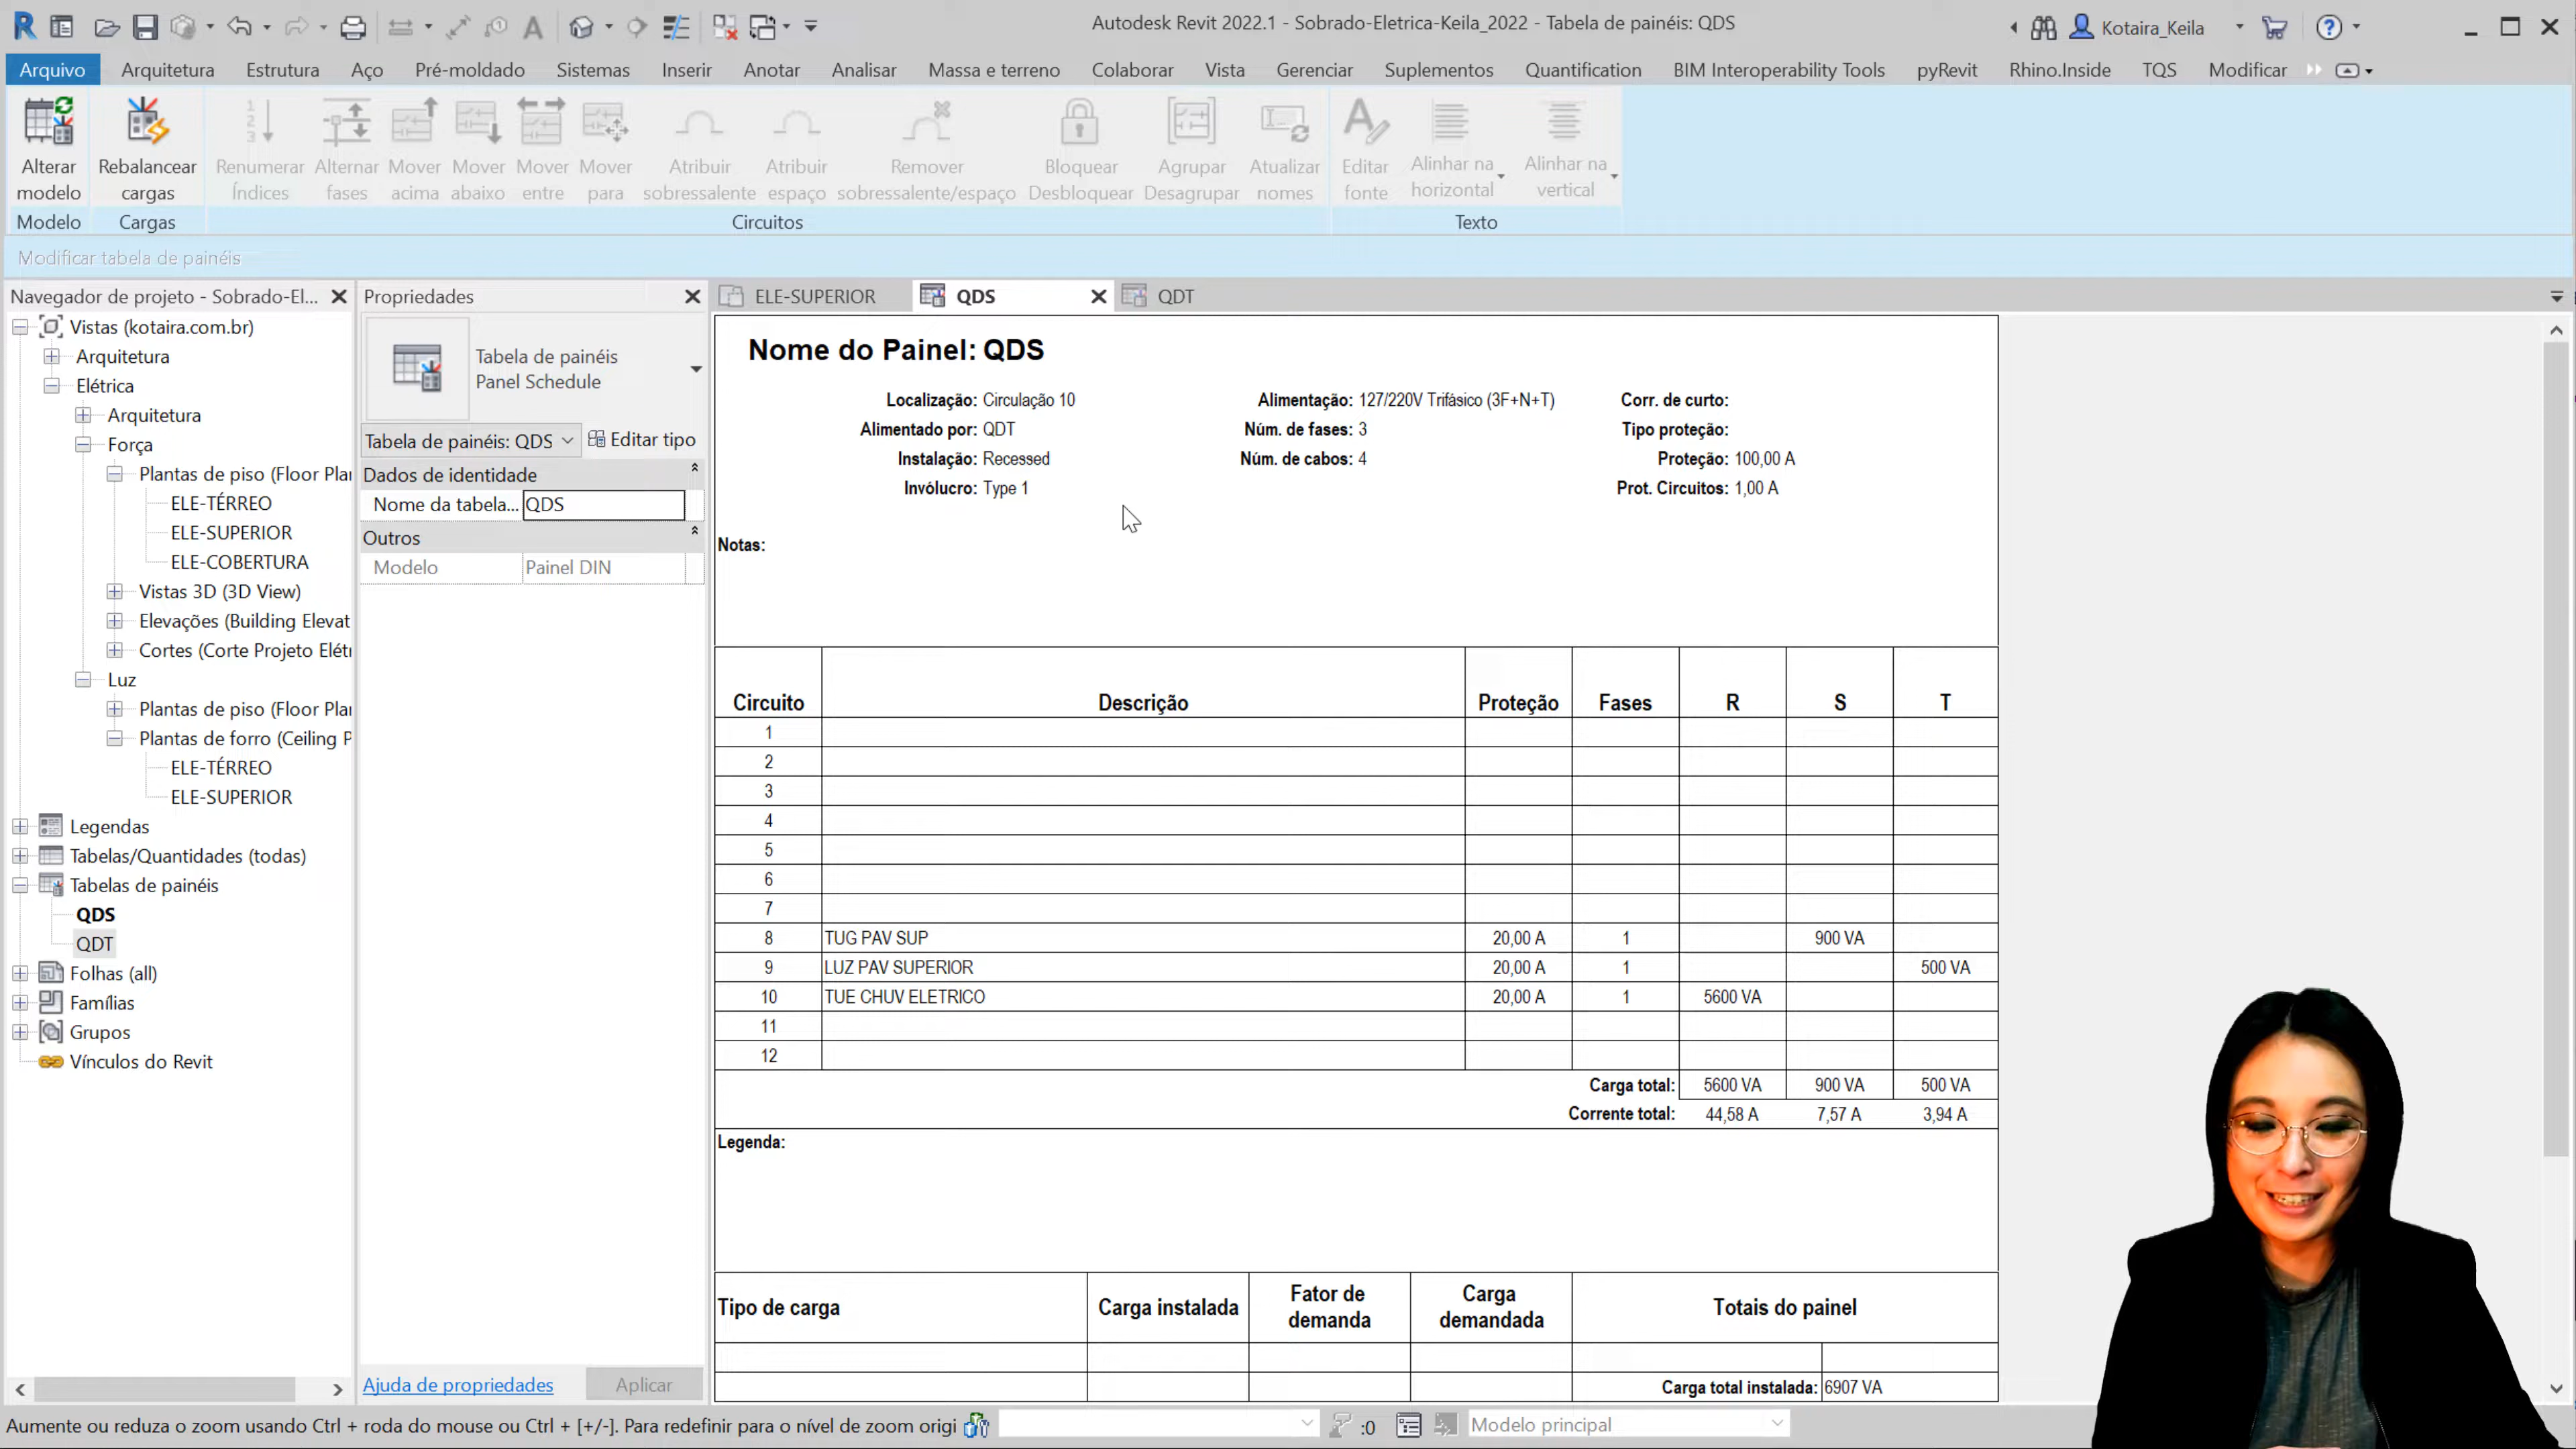 Autodesk Revit 2022.1 - Sobrado-Eletrica-Keila_2022 - Tabela de painéis: QDS
Kotaira_Keila
Arquivo Arquitetura Estrutura Aço Pré-moldado Sistemas Inserir Anotar Analisar Massa e terreno Colaborar Vista Gerenciar Suplementos Quantification BIM Interoperability Tools pyRevit Rhino.Inside TQS Modificar
Alterar modelo
Rebalancear cargas
Renumerar Índices
Alternar fases
Mover acima
Mover abaixo
Mover entre
Mover para
Atribuir sobressalente
Atribuir espaço
Remover sobressalente/espaço
Bloquear Desbloquear
Agrupar Desagrupar
Atualizar nomes
Editar fonte
Alinhar na horizontal
Alinhar na vertical
Modelo Cargas Circuitos Texto
Modificar tabela de painéis
Navegador de projeto - Sobrado-El...
Vistas (kotaira.com.br)
Arquitetura
Elétrica
Arquitetura
Força
Plantas de piso (Floor Plar
ELE-TÉRREO
ELE-SUPERIOR
ELE-COBERTURA
Vistas 3D (3D View)
Elevações (Building Elevat
Cortes (Corte Projeto Elétr
Luz
Plantas de piso (Floor Plar
Plantas de forro (Ceiling P
ELE-TÉRREO
ELE-SUPERIOR
Legendas
Tabelas/Quantidades (todas)
Tabelas de painéis
QDS
QDT
Folhas (all)
Famílias
Grupos
Vínculos do Revit
Propriedades
Tabela de painéis
Panel Schedule
Tabela de painéis: QDS Editar tipo
Dados de identidade
Nome da tabela... QDS
Outros
Modelo Painel DIN
Ajuda de propriedades Aplicar
ELE-SUPERIOR QDS QDT
Nome do Painel: QDS
Localização: Circulação 10 Alimentação: 127/220V Trifásico (3F+N+T) Corr. de curto:
Alimentado por: QDT Núm. de fases: 3 Tipo proteção:
Instalação: Recessed Núm. de cabos: 4 Proteção: 100,00 A
Invólucro: Type 1 Prot. Circuitos: 1,00 A
Notas:
Circuito Descrição Proteção Fases R S T
1
2
3
4
5
6
7
8 TUG PAV SUP 20,00 A 1 900 VA
9 LUZ PAV SUPERIOR 20,00 A 1 500 VA
10 TUE CHUV ELETRICO 20,00 A 1 5600 VA
11
12
Carga total: 5600 VA 900 VA 500 VA
Corrente total: 44,58 A 7,57 A 3,94 A
Legenda:
Tipo de carga Carga instalada Fator de demanda Carga demandada Totais do painel
Carga total instalada: 6907 VA
Aumente ou reduza o zoom usando Ctrl + roda do mouse ou Ctrl + [+/-]. Para redefinir para o nível de zoom origi :0 Modelo principal